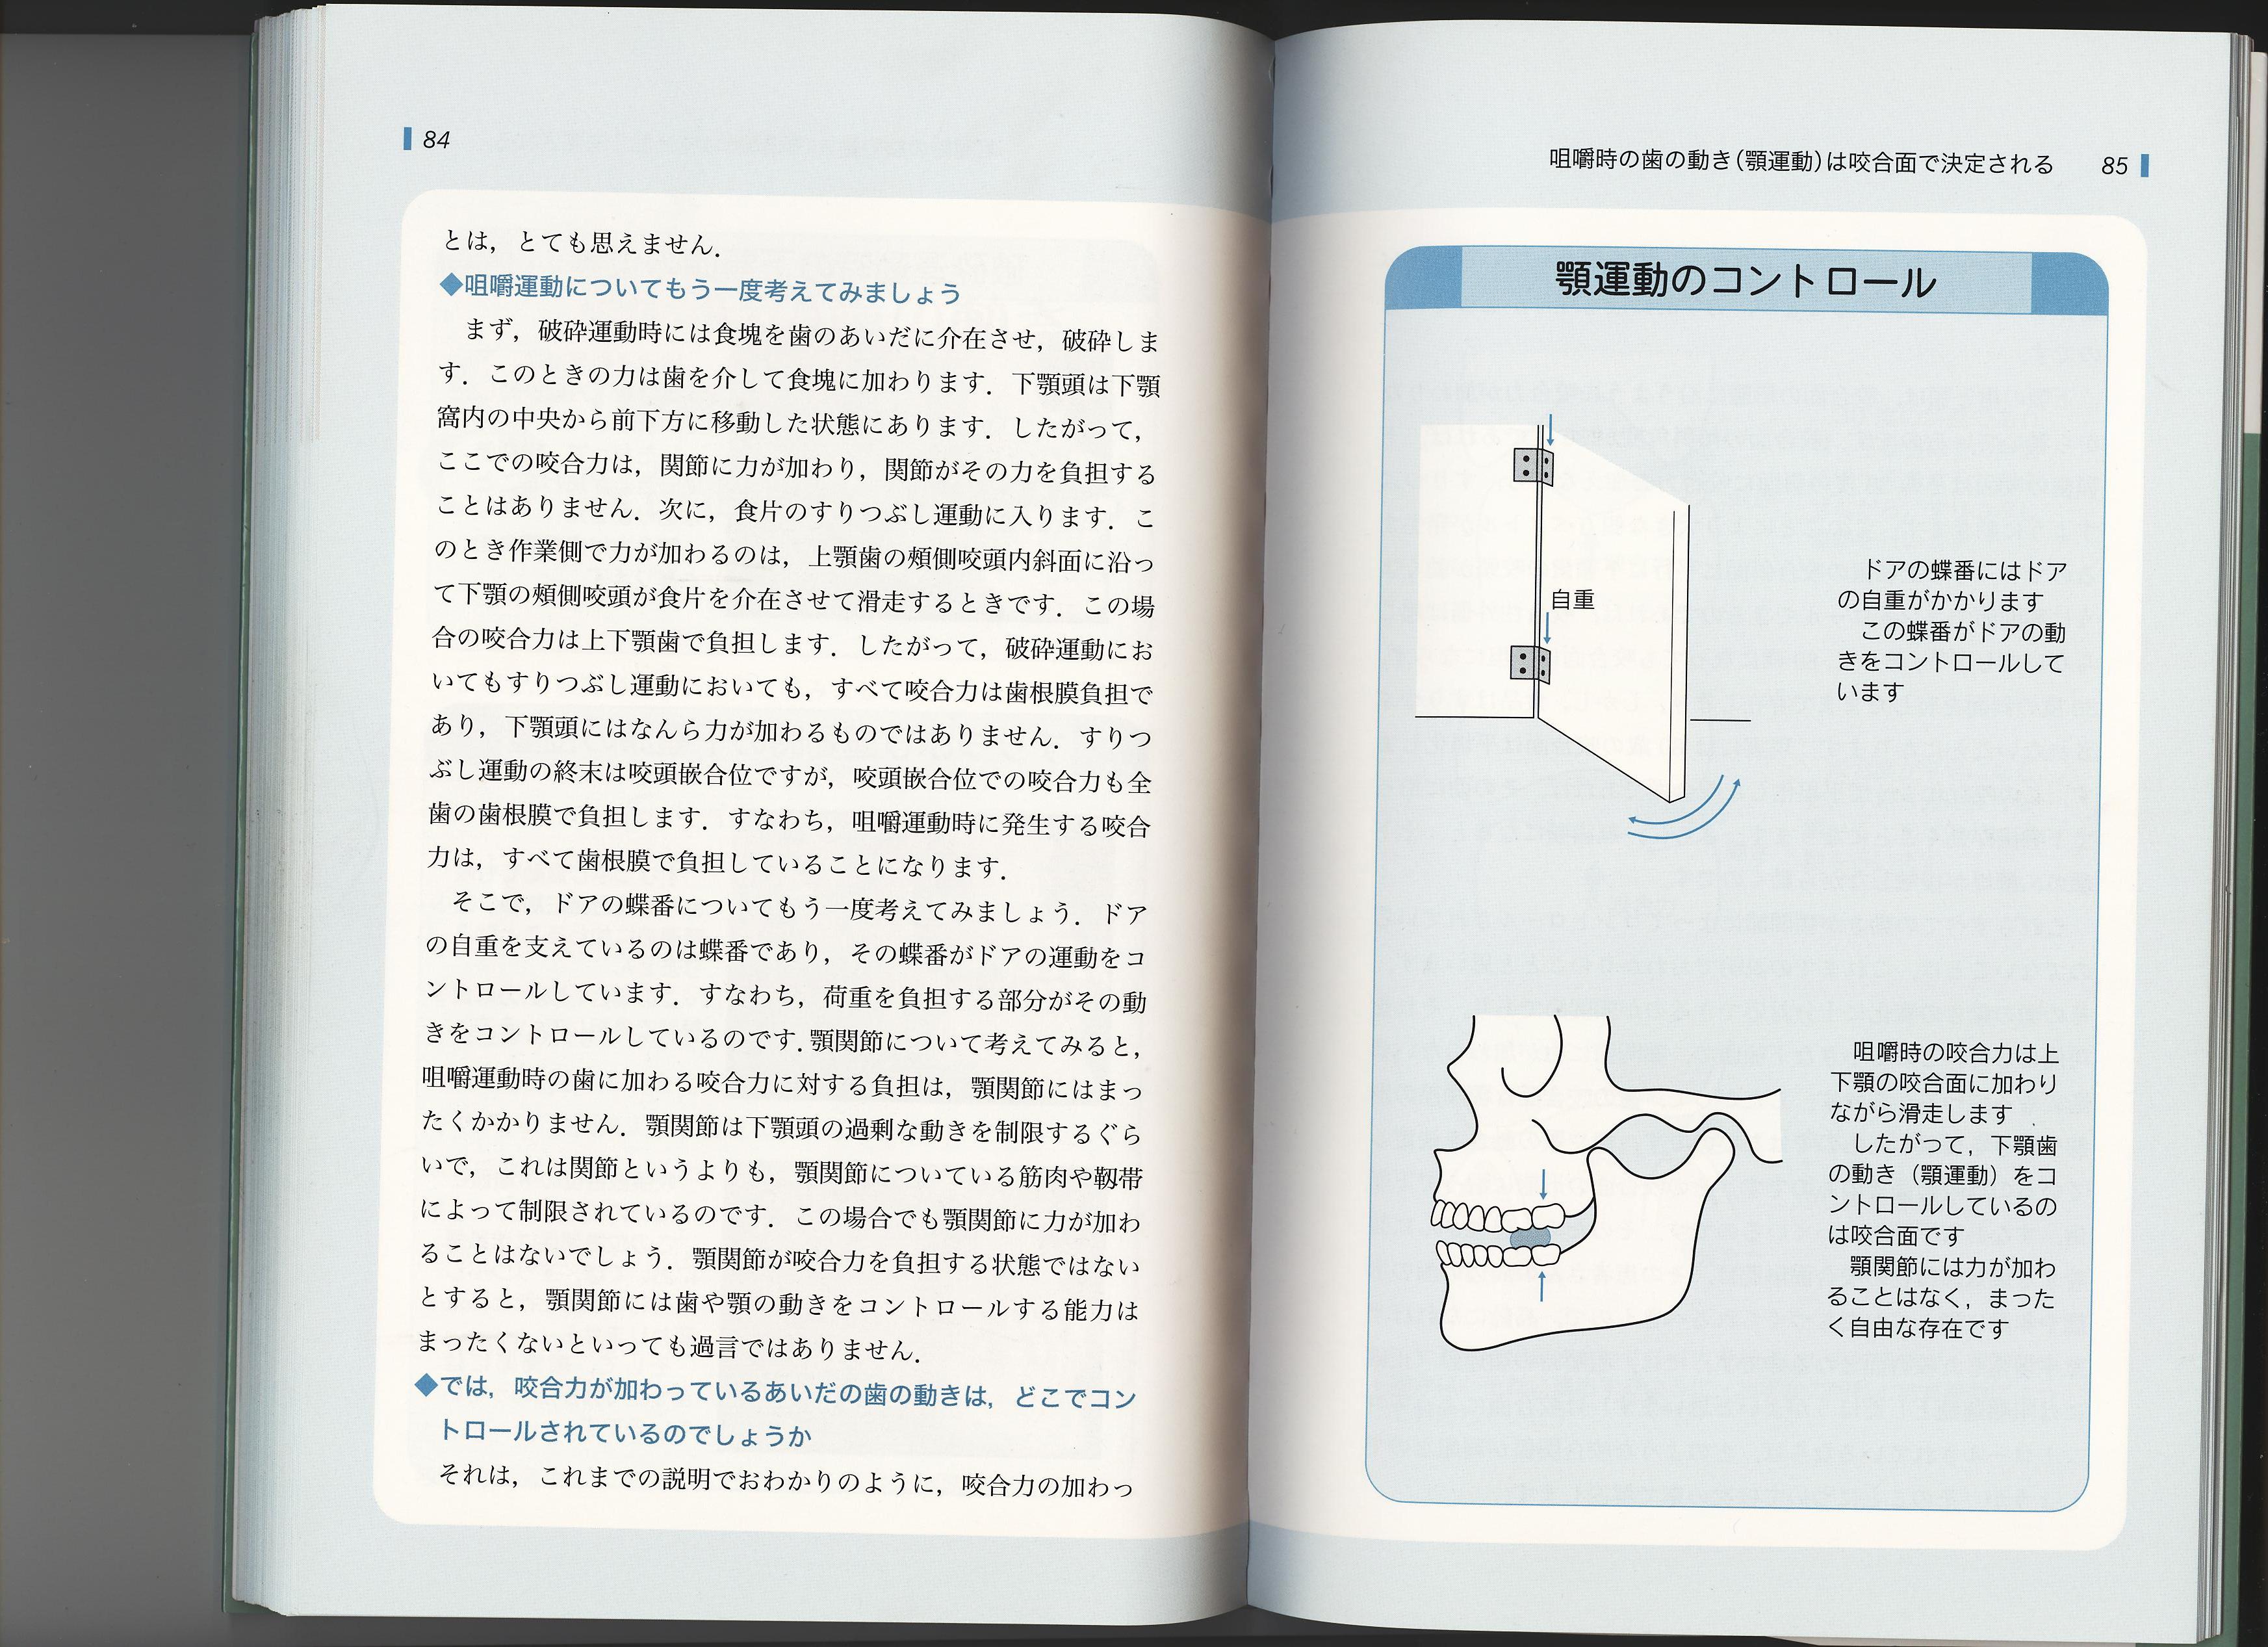 84
とは，とても思えません．
◆咀嚼運動についてもう一度考えてみましょう
まず，破砕運動時には食塊を歯のあいだに介在させ，破砕しま
す．このときの力は歯を介して食塊に加わります．下顎頭は下顎
窩内の中央から前下方に移動した状態にあります．したがって，
ここでの咬合力は，関節に力が加わり，関節がその力を負担する
ことはありません．次に，食片のすりつぶし運動に入ります．こ
のとき作業側で力が加わるのは，上顎歯の頰側咬頭内斜面に沿っ
て下顎の頰側咬頭が食片を介在させて滑走するときです．この場
合の咬合力は上下顎歯で負担します．したがって，破砕運動にお
いてもすりつぶし運動においても，すべて咬合力は歯根膜負担で
あり，下顎頭にはなんら力が加わるものではありません．すりつ
ぶし運動の終末は咬頭嵌合位ですが，咬頭嵌合位での咬合力も全
歯の歯根膜で負担します．すなわち，咀嚼運動時に発生する咬合
力は，すべて歯根膜で負担していることになります．
そこで，ドアの蝶番についてもう一度考えてみましょう．ドア
の自重を支えているのは蝶番であり，その蝶番がドアの運動をコ
ントロールしています．すなわち，荷重を負担する部分がその動
きをコントロールしているのです．顎関節について考えてみると，
咀嚼運動時の歯に加わる咬合力に対する負担は，顎関節にはまっ
たくかかりません．顎関節は下顎頭の過剰な動きを制限するぐら
いで，これは関節というよりも，顎関節についている筋肉や靱帯
によって制限されているのです．この場合でも顎関節に力が加わ
ることはないでしょう．顎関節が咬合力を負担する状態ではない
とすると，顎関節には歯や顎の動きをコントロールする能力は
まったくないといっても過言ではありません．
◆では，咬合力が加わっているあいだの歯の動きは，どこでコン
トロールされているのでしょうか
それは，これまでの説明でおわかりのように，咬合力の加わっ
咀嚼時の歯の動き（顎運動）は咬合面で決定される 85
顎運動のコントロール
自重
ドアの蝶番にはドア
の自重がかかります
この蝶番がドアの動
きをコントロールして
います
咀嚼時の咬合力は上
下顎の咬合面に加わり
ながら滑走します
したがって，下顎歯
の動き（顎運動）をコ
ントロールしているの
は咬合面です
顎関節には力が加わ
ることはなく，まった
く自由な存在です